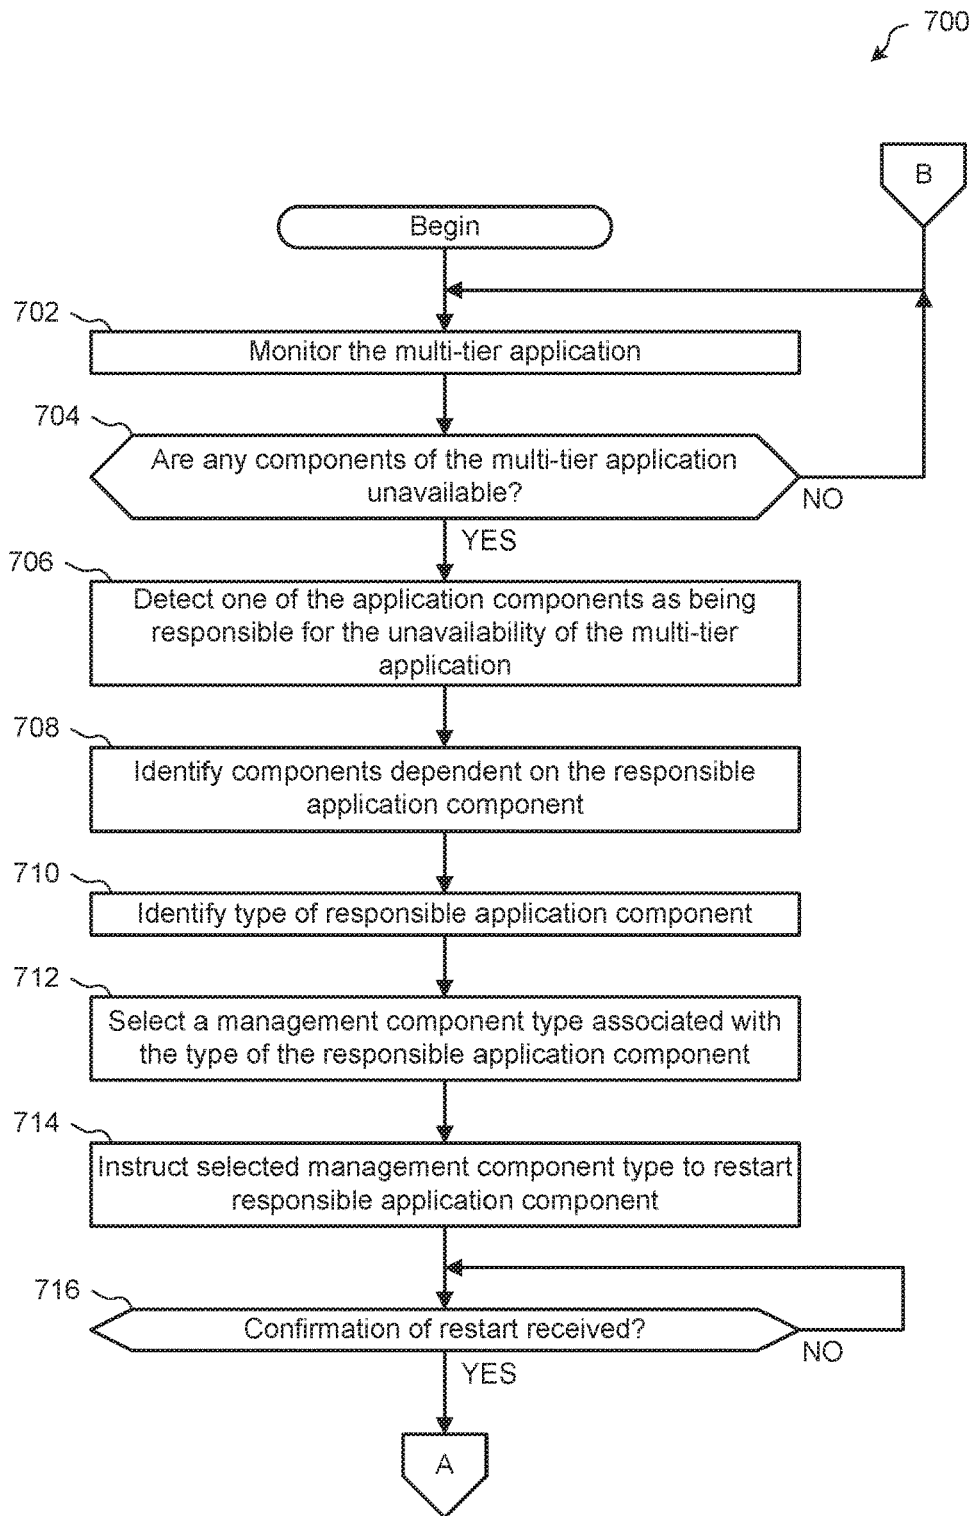 700
B
Begin
702
Monitor the multi-tier application
704
Are any components of the multi-tier application
unavailable?
NO
YES
706
Detect one of the application components as being
responsible for the unavailability of the multi-tier
application
708
Identify components dependent on the responsible
application component
710
Identify type of responsible application component
712
Select a management component type associated with
the type of the responsible application component
714
Instruct selected management component type to restart
responsible application component
716
Confirmation of restart received?
NO
YES
A